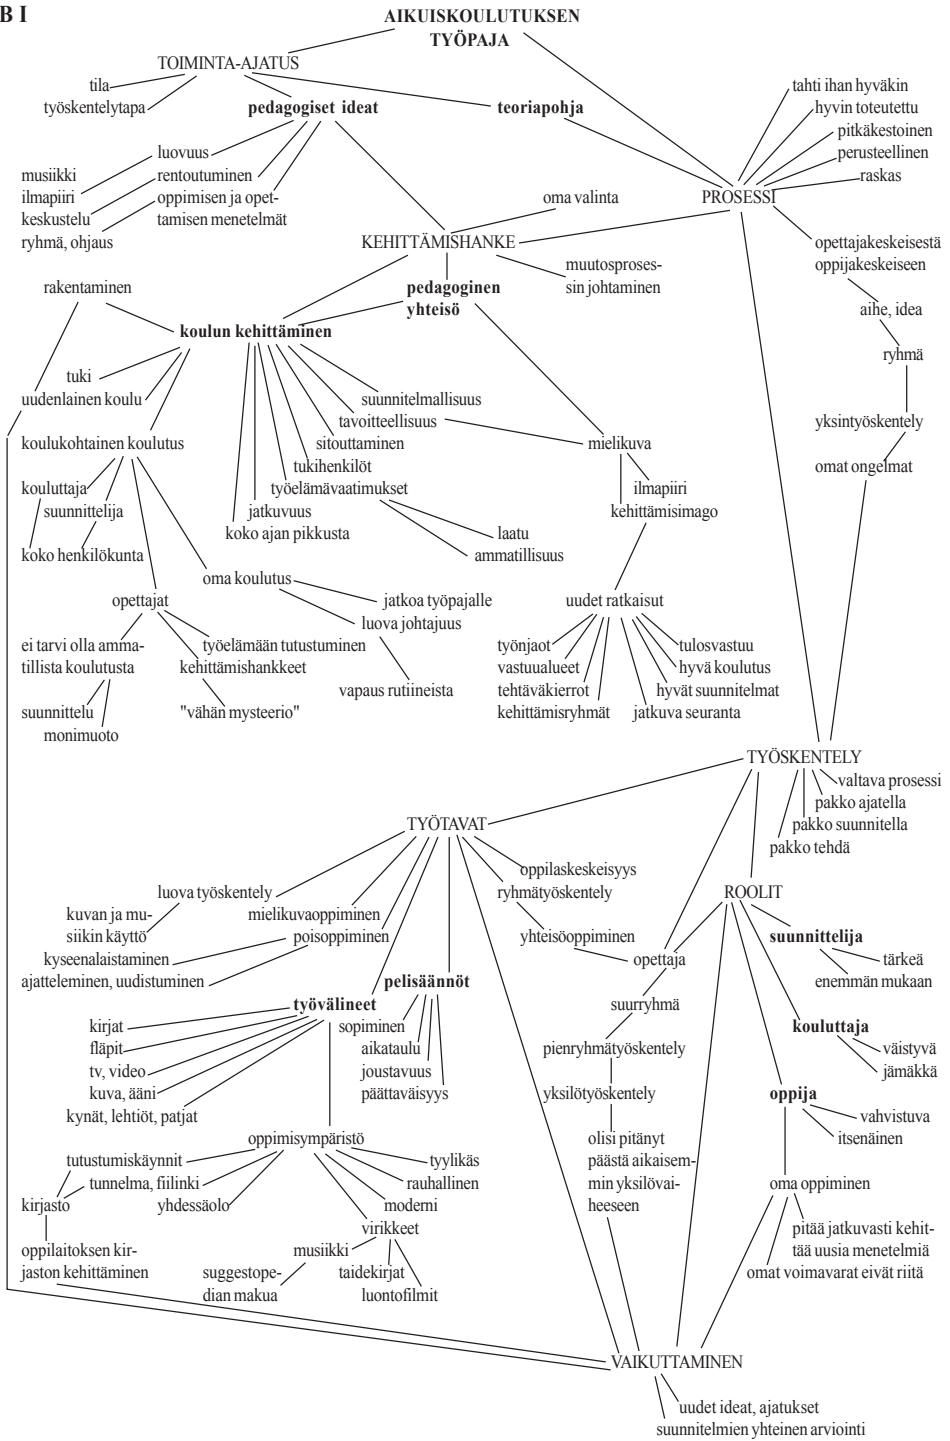 B I
AIKUISKOULUTUKSEN
TYÖPAJA
TOIMINTA-AJATUS
tila
työskentelytapa
pedagogiset ideat
teoriapohja
tahti ihan hyväkin
hyvin toteutettu
pitkäkestoinen
perusteellinen
raskas
luovuus
musiikki
rentoutuminen
ilmapiiri
oppimisen ja opet-
keskustelu
tamisen menetelmät
ryhmä, ohjaus
oma valinta
PROSESSI
KEHITTÄMISHANKE
opettajakeskeisestä
oppijakeskeiseen
muutosproses-
sin johtaminen
rakentaminen
pedagoginen
yhteisö
aihe, idea
koulun kehittäminen
ryhmä
tuki
uudenlainen koulu
suunnitelmallisuus
tavoitteellisuus
yksintyöskentely
koulukohtainen koulutus
sitouttaminen
mielikuva
tukihenkilöt
omat ongelmat
kouluttaja
työelämävaatimukset
ilmapiiri
suunnittelija
jatkuvuus
kehittämisimago
koko ajan pikkusta
laatu
koko henkilökunta
ammatillisuus
oma koulutus
opettajat
jatkoa työpajalle
uudet ratkaisut
luova johtajuus
ei tarvi olla amma-
tillista koulutusta
työelämään tutustuminen
kehittämishankkeet
työnjaot
tulosvastuu
vastuualueet
hyvä koulutus
vapaus rutiineista
tehtäväkierrot
hyvät suunnitelmat
suunnittelu
"vähän mysteerio"
kehittämisryhmät
jatkuva seuranta
monimuoto
TYÖSKENTELY
valtava prosessi
pakko ajatella
pakko suunnitella
pakko tehdä
TYÖTAVAT
oppilaskeskeisyys
luova työskentely
ryhmätyöskentely
ROOLIT
kuvan ja mu-
siikin käyttö
mielikuvaoppiminen
poisoppiminen
yhteisöoppiminen
suunnittelija
kyseenalaistaminen
opettaja
tärkeä
ajatteleminen, uudistuminen
pelisäännöt
enemmän mukaan
työvälineet
suurryhmä
kirjat
sopiminen
kouluttaja
fläpit
aikataulu
pienryhmätyöskentely
väistyvä
tv, video
joustavuus
jämäkkä
kuva, ääni
päättaväisyys
yksilötyöskentely
oppija
kynät, lehtiöt, patjat
vahvistuva
oppimisympäristö
olisi pitänyt
itsenäinen
tutustumiskäynnit
tyylikäs
päästä aikaisem-
tunnelma, fiilinki
rauhallinen
min yksilövai-
oma oppiminen
kirjasto
yhdessäolo
moderni
heeseen
virikkeet
pitää jatkuvasti kehit-
oppilaitoksen kir-
musiikki
tää uusia menetelmiä
jaston kehittäminen
suggestope-
taidekirjat
omat voimavarat eivät riitä
dian makua
luontofilmit
VAIKUTTAMINEN
uudet ideat, ajatukset
suunnitelmien yhteinen arviointi